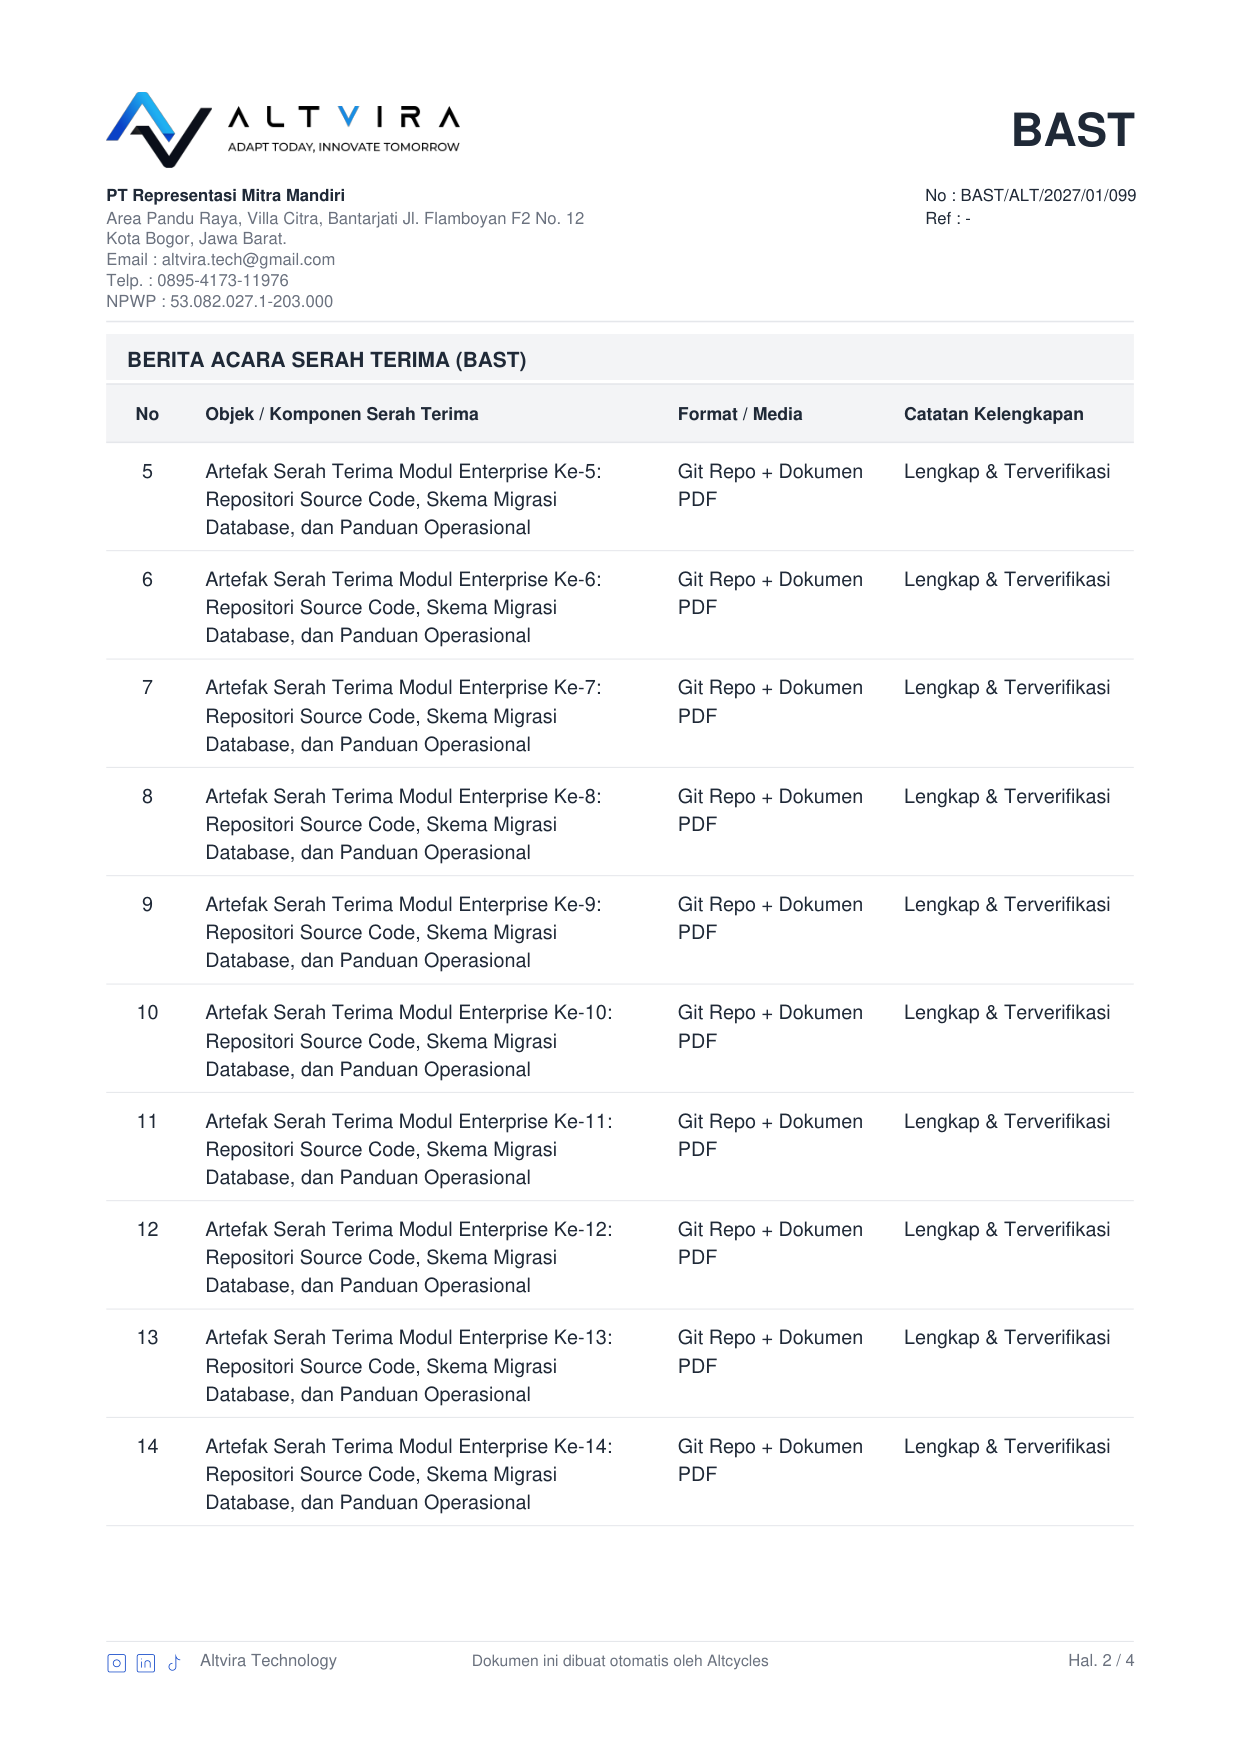 ALTVIRA
ADAPT TODAY, INNOVATE TOMORROW
BAST
PT Representasi Mitra Mandiri
Area Pandu Raya, Villa Citra, Bantarjati Jl. Flamboyan F2 No. 12
Kota Bogor, Jawa Barat.
Email : altvira.tech@gmail.com
Telp. : 0895-4173-11976
NPWP : 53.082.027.1-203.000
No : BAST/ALT/2027/01/099
Ref : -
BERITA ACARA SERAH TERIMA (BAST)
No Objek / Komponen Serah Terima Format / Media Catatan Kelengkapan
5 Artefak Serah Terima Modul Enterprise Ke-5: Git Repo + Dokumen Lengkap & Terverifikasi
Repositori Source Code, Skema Migrasi PDF
Database, dan Panduan Operasional
6 Artefak Serah Terima Modul Enterprise Ke-6: Git Repo + Dokumen Lengkap & Terverifikasi
Repositori Source Code, Skema Migrasi PDF
Database, dan Panduan Operasional
7 Artefak Serah Terima Modul Enterprise Ke-7: Git Repo + Dokumen Lengkap & Terverifikasi
Repositori Source Code, Skema Migrasi PDF
Database, dan Panduan Operasional
8 Artefak Serah Terima Modul Enterprise Ke-8: Git Repo + Dokumen Lengkap & Terverifikasi
Repositori Source Code, Skema Migrasi PDF
Database, dan Panduan Operasional
9 Artefak Serah Terima Modul Enterprise Ke-9: Git Repo + Dokumen Lengkap & Terverifikasi
Repositori Source Code, Skema Migrasi PDF
Database, dan Panduan Operasional
10 Artefak Serah Terima Modul Enterprise Ke-10: Git Repo + Dokumen Lengkap & Terverifikasi
Repositori Source Code, Skema Migrasi PDF
Database, dan Panduan Operasional
11 Artefak Serah Terima Modul Enterprise Ke-11: Git Repo + Dokumen Lengkap & Terverifikasi
Repositori Source Code, Skema Migrasi PDF
Database, dan Panduan Operasional
12 Artefak Serah Terima Modul Enterprise Ke-12: Git Repo + Dokumen Lengkap & Terverifikasi
Repositori Source Code, Skema Migrasi PDF
Database, dan Panduan Operasional
13 Artefak Serah Terima Modul Enterprise Ke-13: Git Repo + Dokumen Lengkap & Terverifikasi
Repositori Source Code, Skema Migrasi PDF
Database, dan Panduan Operasional
14 Artefak Serah Terima Modul Enterprise Ke-14: Git Repo + Dokumen Lengkap & Terverifikasi
Repositori Source Code, Skema Migrasi PDF
Database, dan Panduan Operasional
in Altvira Technology Dokumen ini dibuat otomatis oleh Altcycles Hal. 2 / 4